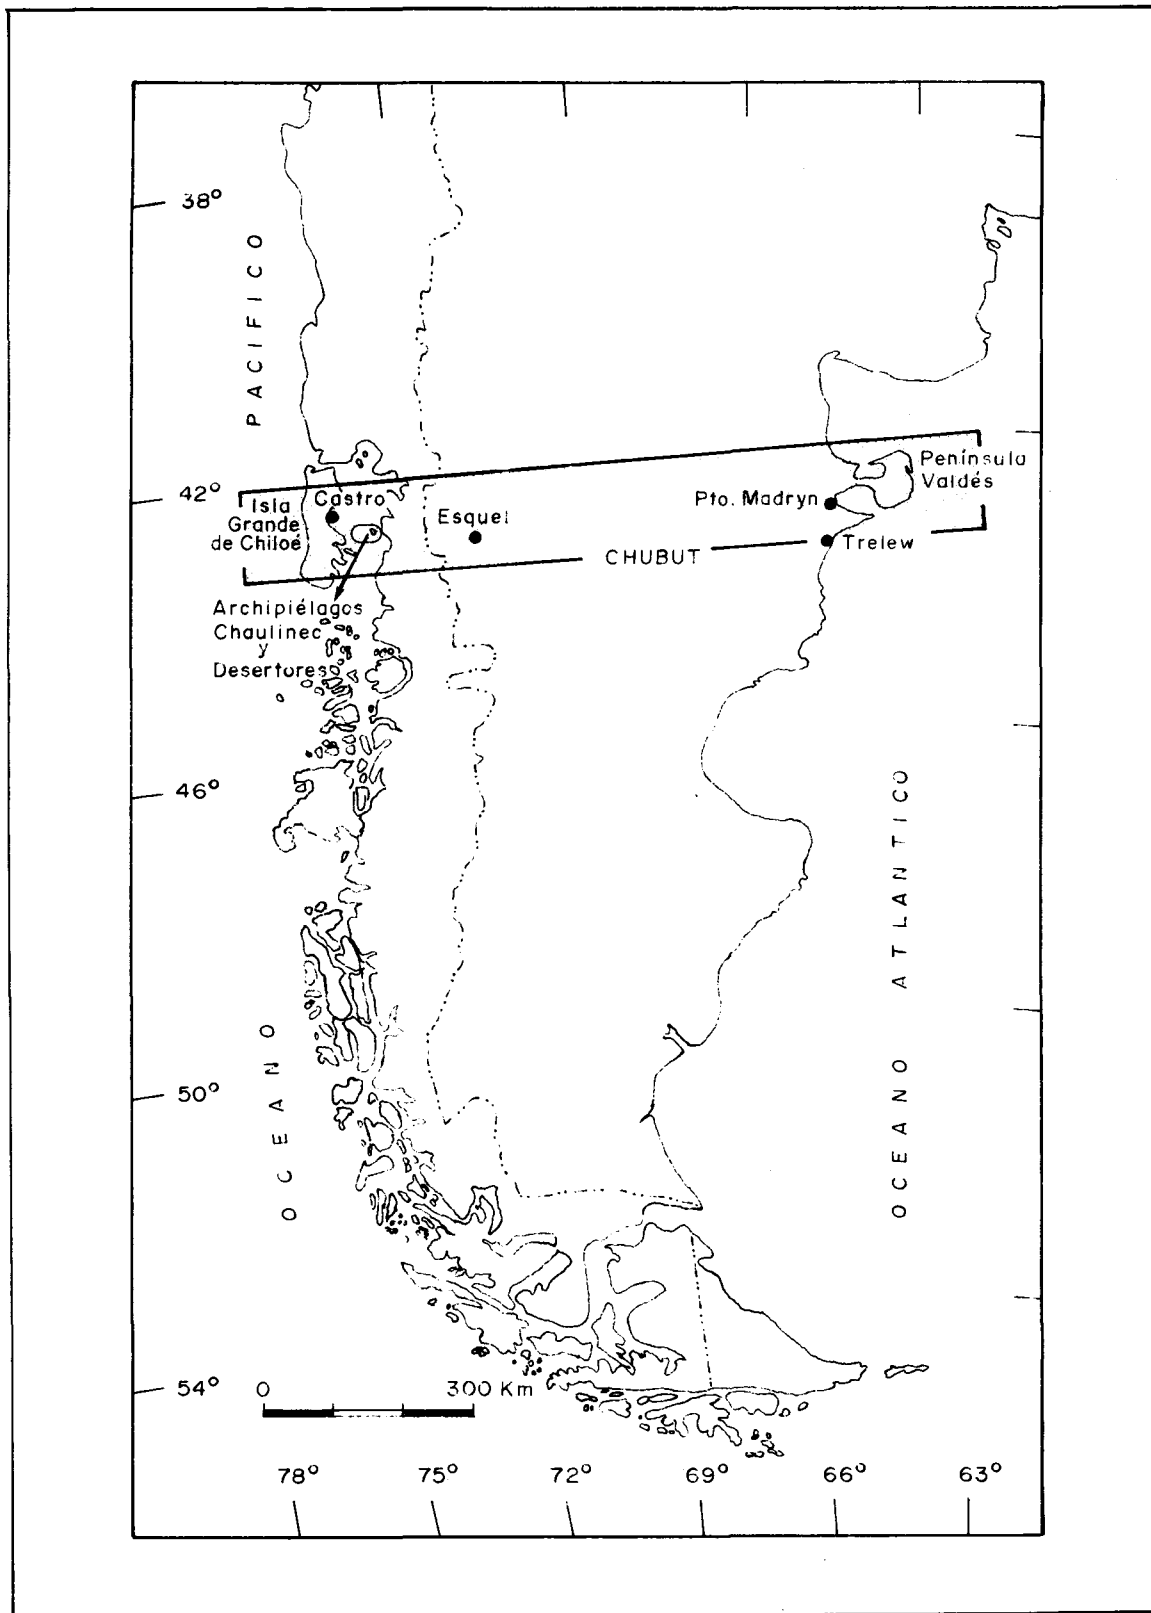 38°
PACIFICO
42°
Isla
Grande
de Chiloé
Castro
Esquel
Península
Valdés
Pto. Madryn
Trelew
CHUBUT
Archipiélagos
Chaulinec
y
Desertores
46°
OCEANO ATLANTICO
OCEANO
50°
54°
0 300 Km
78° 75° 72° 69° 66° 63°